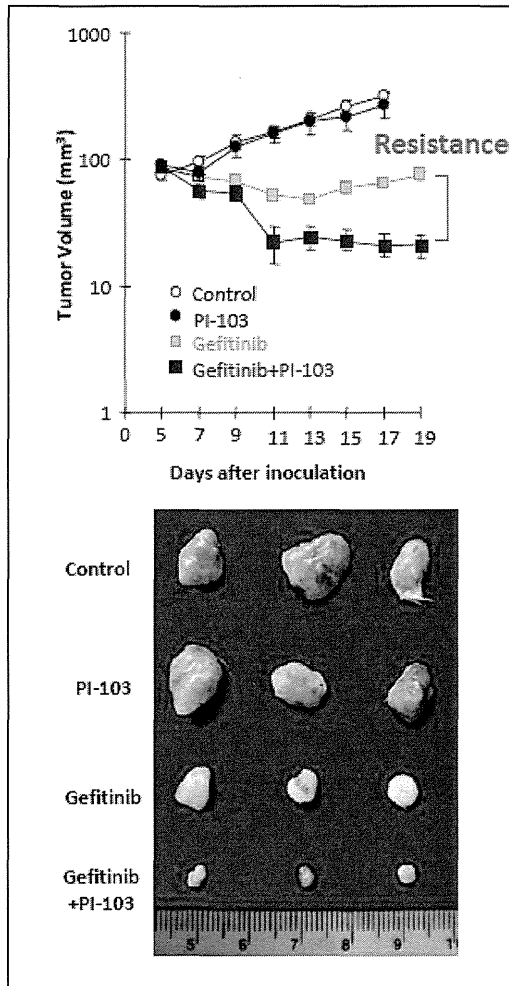 1000
100
10
1
Tumor Volume (mm³)
Resistance
Control
PI-103
Gefitinib
Gefitinib+PI-103
0 5 7 9 11 13 15 17 19
Days after inoculation
Control
PI-103
Gefitinib
Gefitinib
+PI-103
5 6 7 8 9 1